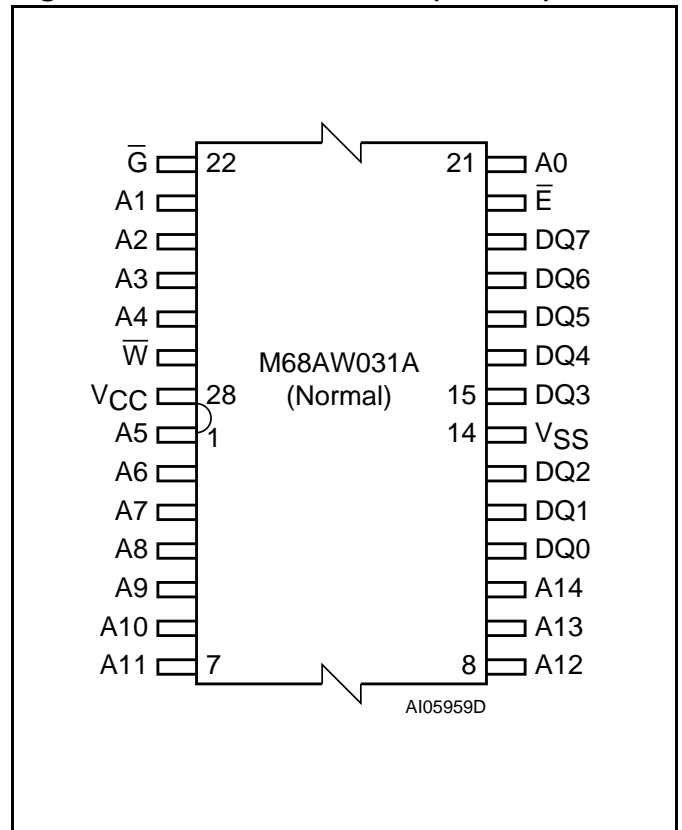 G̅ 22 21 A0
A1 E̅
A2 DQ7
A3 DQ6
A4 DQ5
W̅ DQ4
M68AW031A
VCC 28 (Normal) 15 DQ3
A5 1 14 VSS
A6 DQ2
A7 DQ1
A8 DQ0
A9 A14
A10 A13
A11 7 8 A12
AI05959D